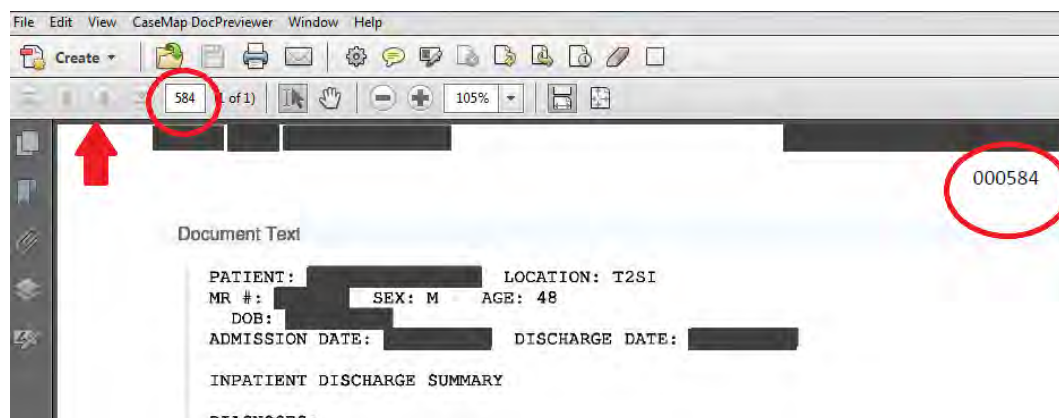 File Edit View CaseMap DocPreviewer Window Help
Create
584 (1 of 1) 105%
000584
Document Text
PATIENT: LOCATION: T2SI
MR #: SEX: M AGE: 48
DOB:
ADMISSION DATE: DISCHARGE DATE:
INPATIENT DISCHARGE SUMMARY